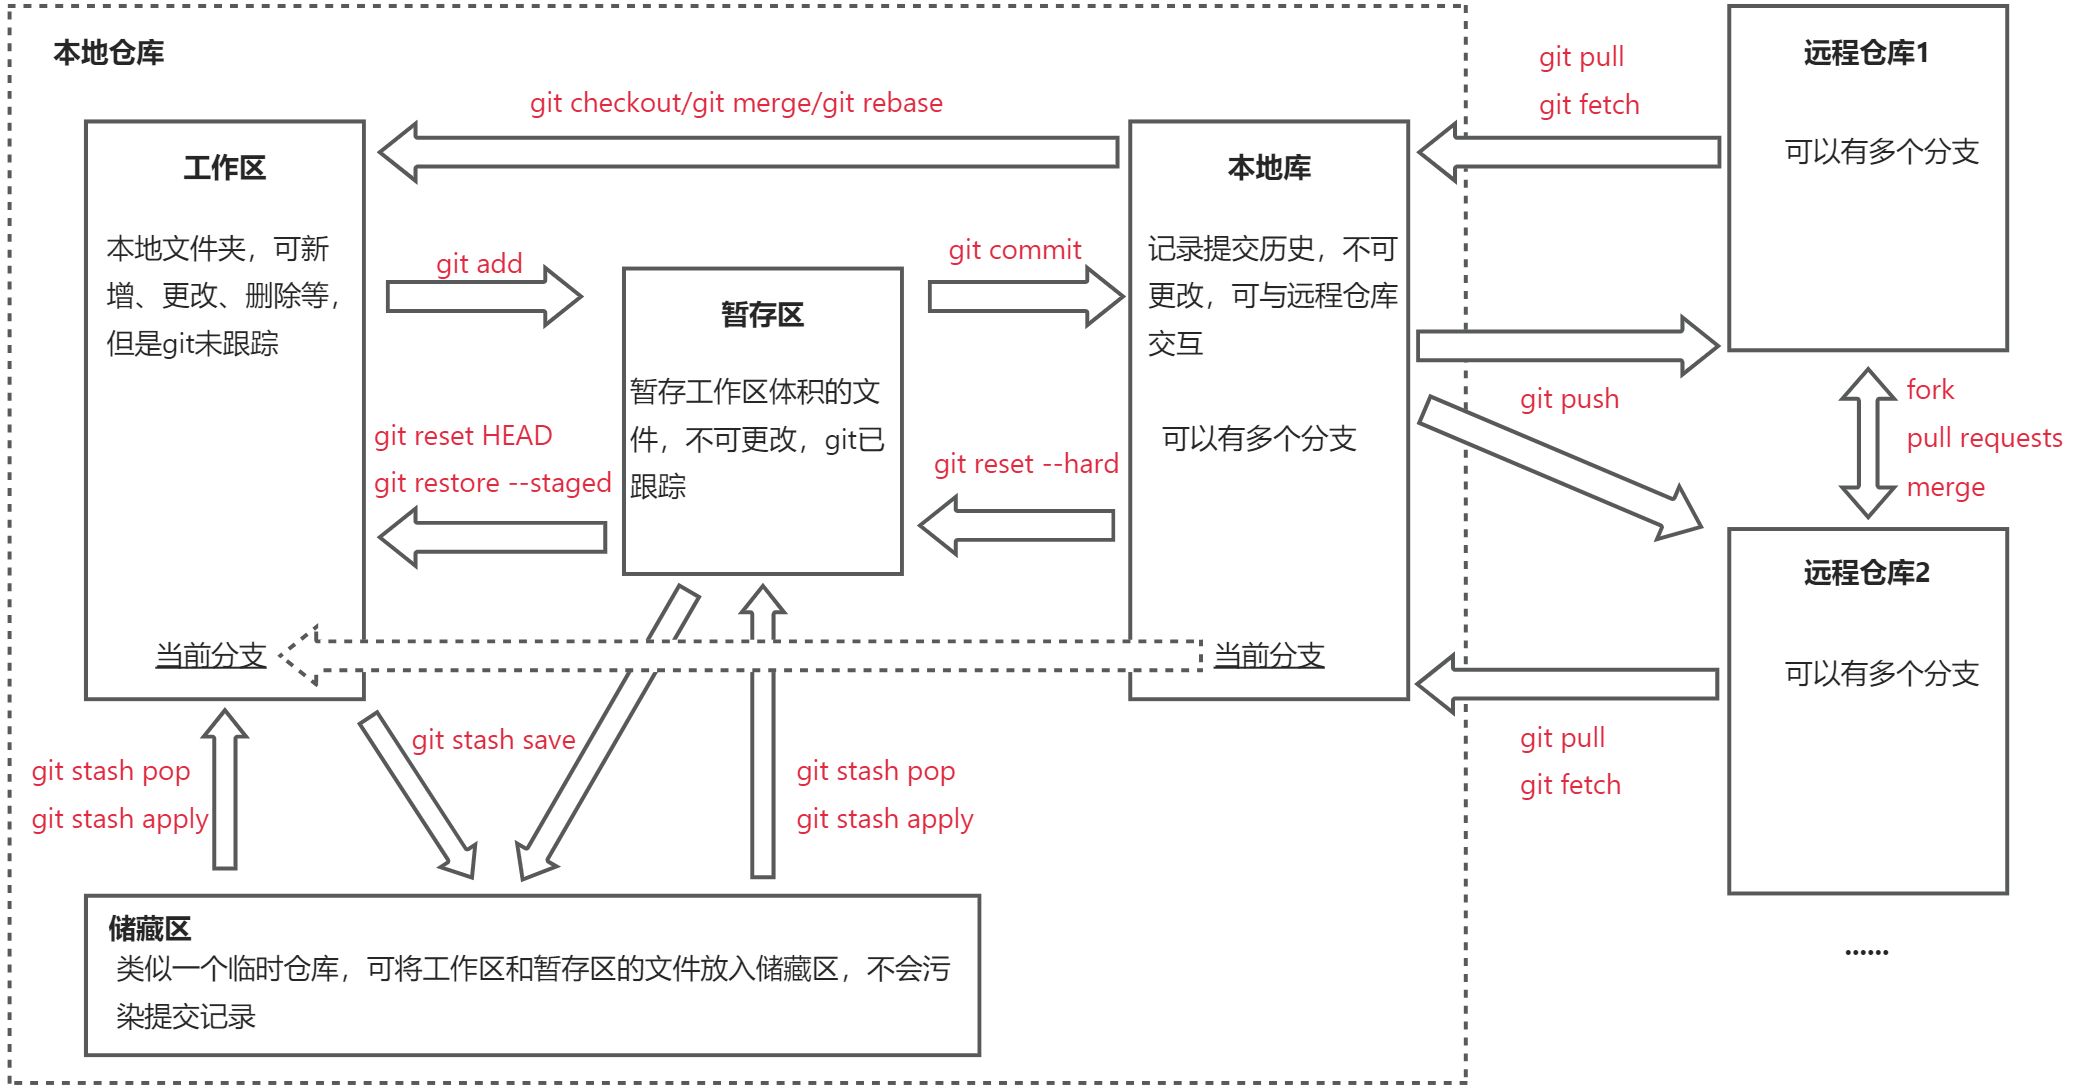 本地仓库
git checkout/git merge/git rebase
工作区
本地文件夹，可新
增、更改、删除等，
但是git未跟踪
git add
暂存区
暂存工作区体积的文
件，不可更改，git已
跟踪
git commit
本地库
记录提交历史，不可
更改，可与远程仓库
交互
可以有多个分支
git reset HEAD
git restore --staged
git reset --hard
当前分支
当前分支
git stash save
git stash pop
git stash apply
git stash pop
git stash apply
储藏区
类似一个临时仓库，可将工作区和暂存区的文件放入储藏区，不会污
染提交记录
git pull
git fetch
远程仓库1
可以有多个分支
git push
fork
pull requests
merge
远程仓库2
可以有多个分支
git pull
git fetch
......